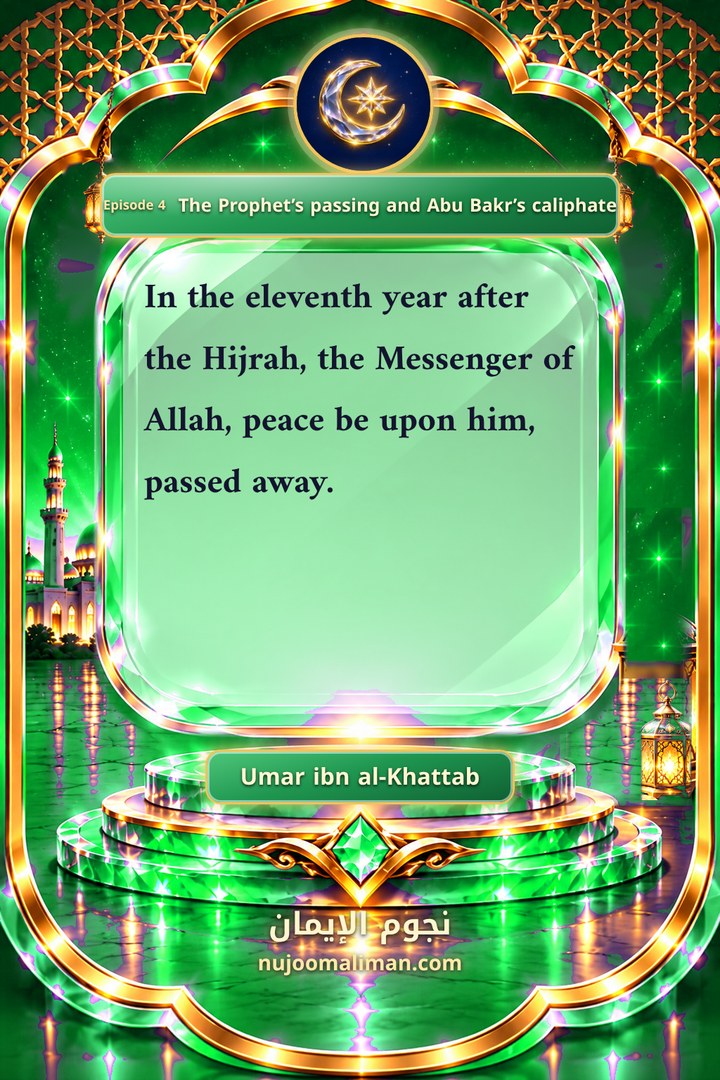 Episode 4 The Prophet’s passing and Abu Bakr’s caliphate
In the eleventh year after
the Hijrah, the Messenger of
Allah, peace be upon him,
passed away.
Umar ibn al-Khattab
نجوم الإيمان
nujoomaliman.com